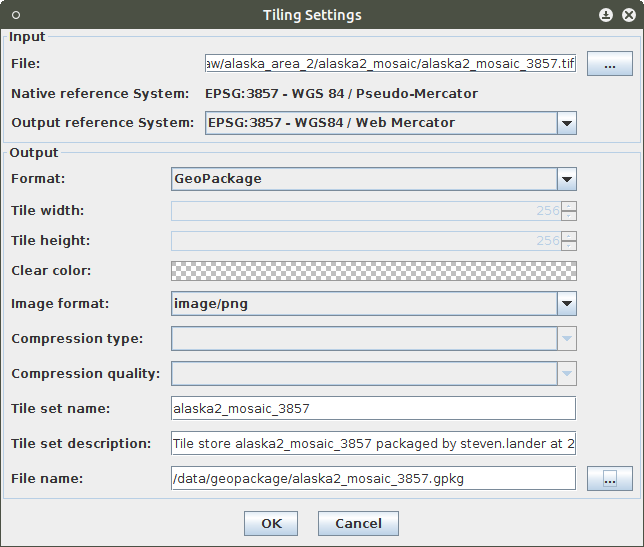 Tiling Settings
Input
File: aw/alaska_area_2/alaska2_mosaic/alaska2_mosaic_3857.tif ...
Native reference System: EPSG:3857 - WGS 84 / Pseudo-Mercator
Output reference System: EPSG:3857 - WGS84 / Web Mercator
Output
Format: GeoPackage
Tile width: 256
Tile height: 256
Clear color:
Image format: image/png
Compression type:
Compression quality:
Tile set name: alaska2_mosaic_3857
Tile set description: Tile store alaska2_mosaic_3857 packaged by steven.lander at 2
File name: /data/geopackage/alaska2_mosaic_3857.gpkg ...
OK Cancel